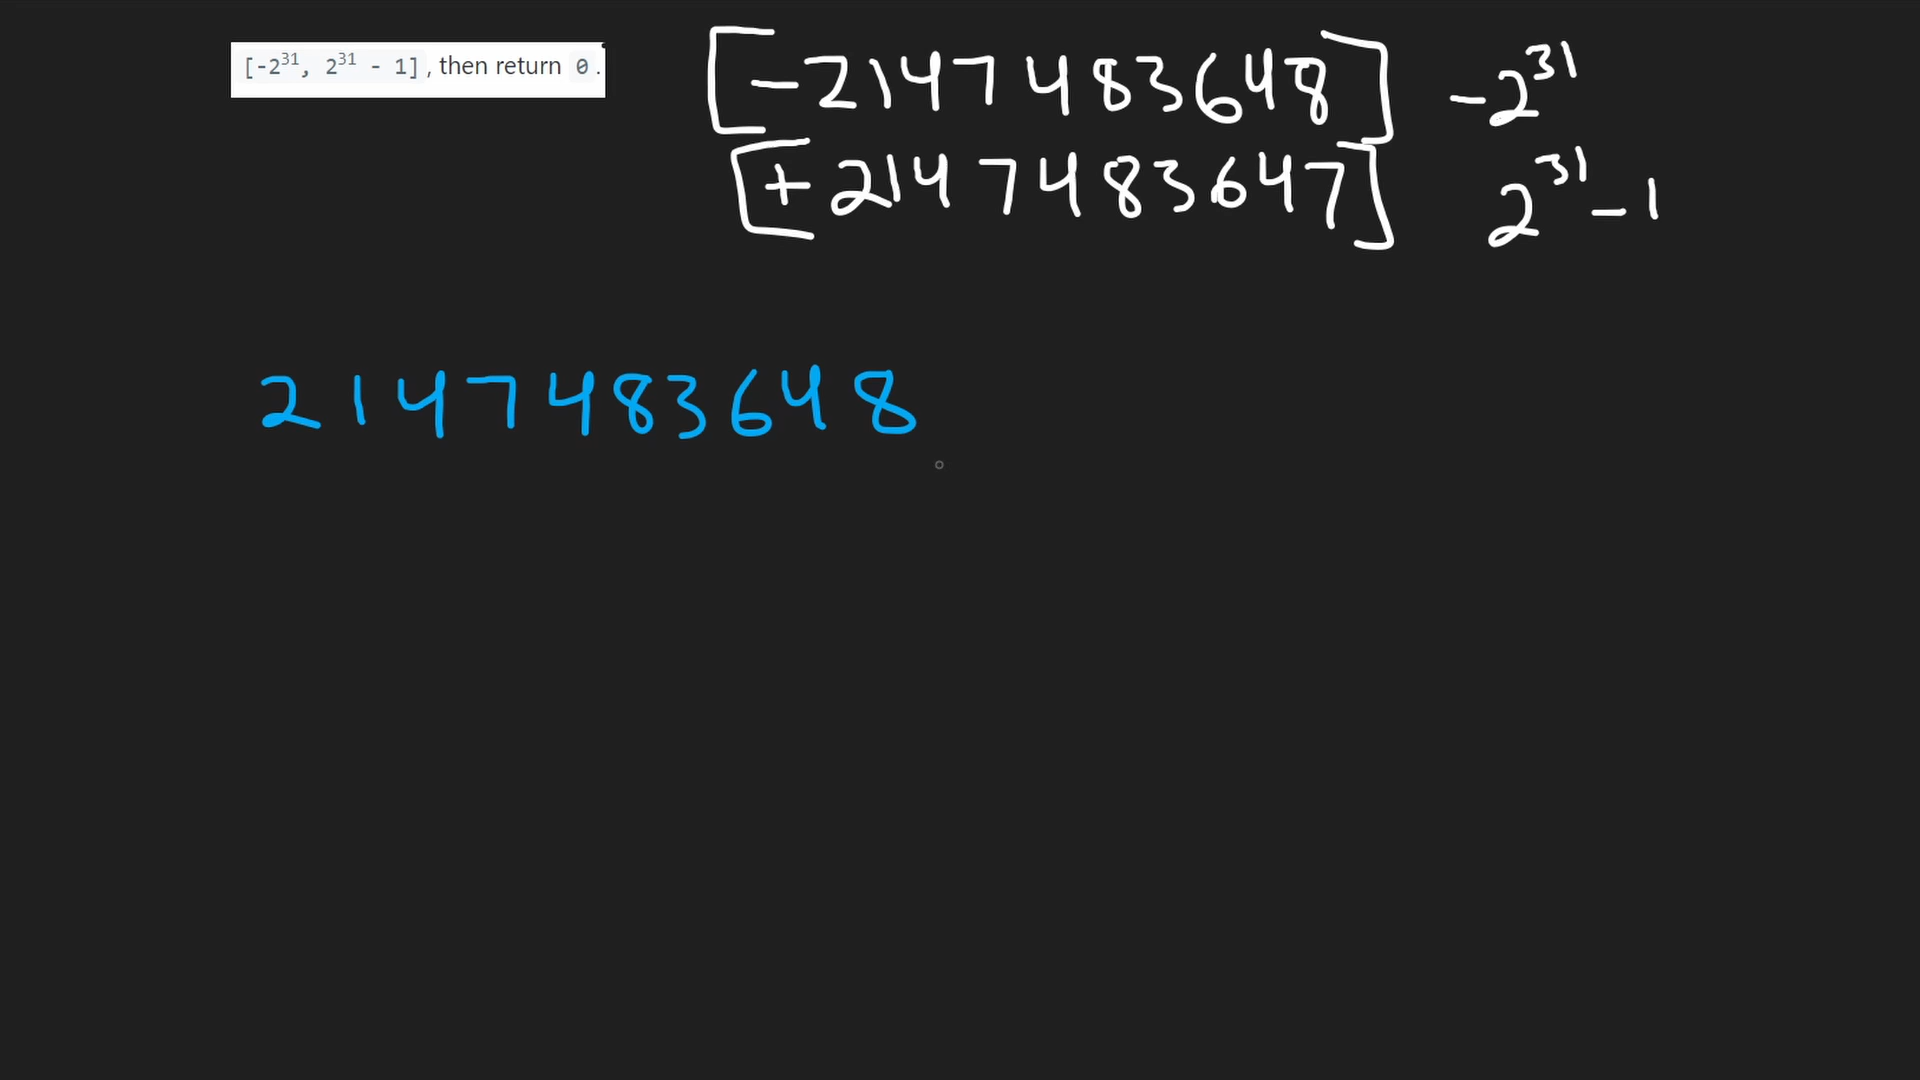 [-2³¹, 2³¹ - 1], then return 0.
[-2147483648] -2³¹
[+2147483647] 2³¹-1
2147483648